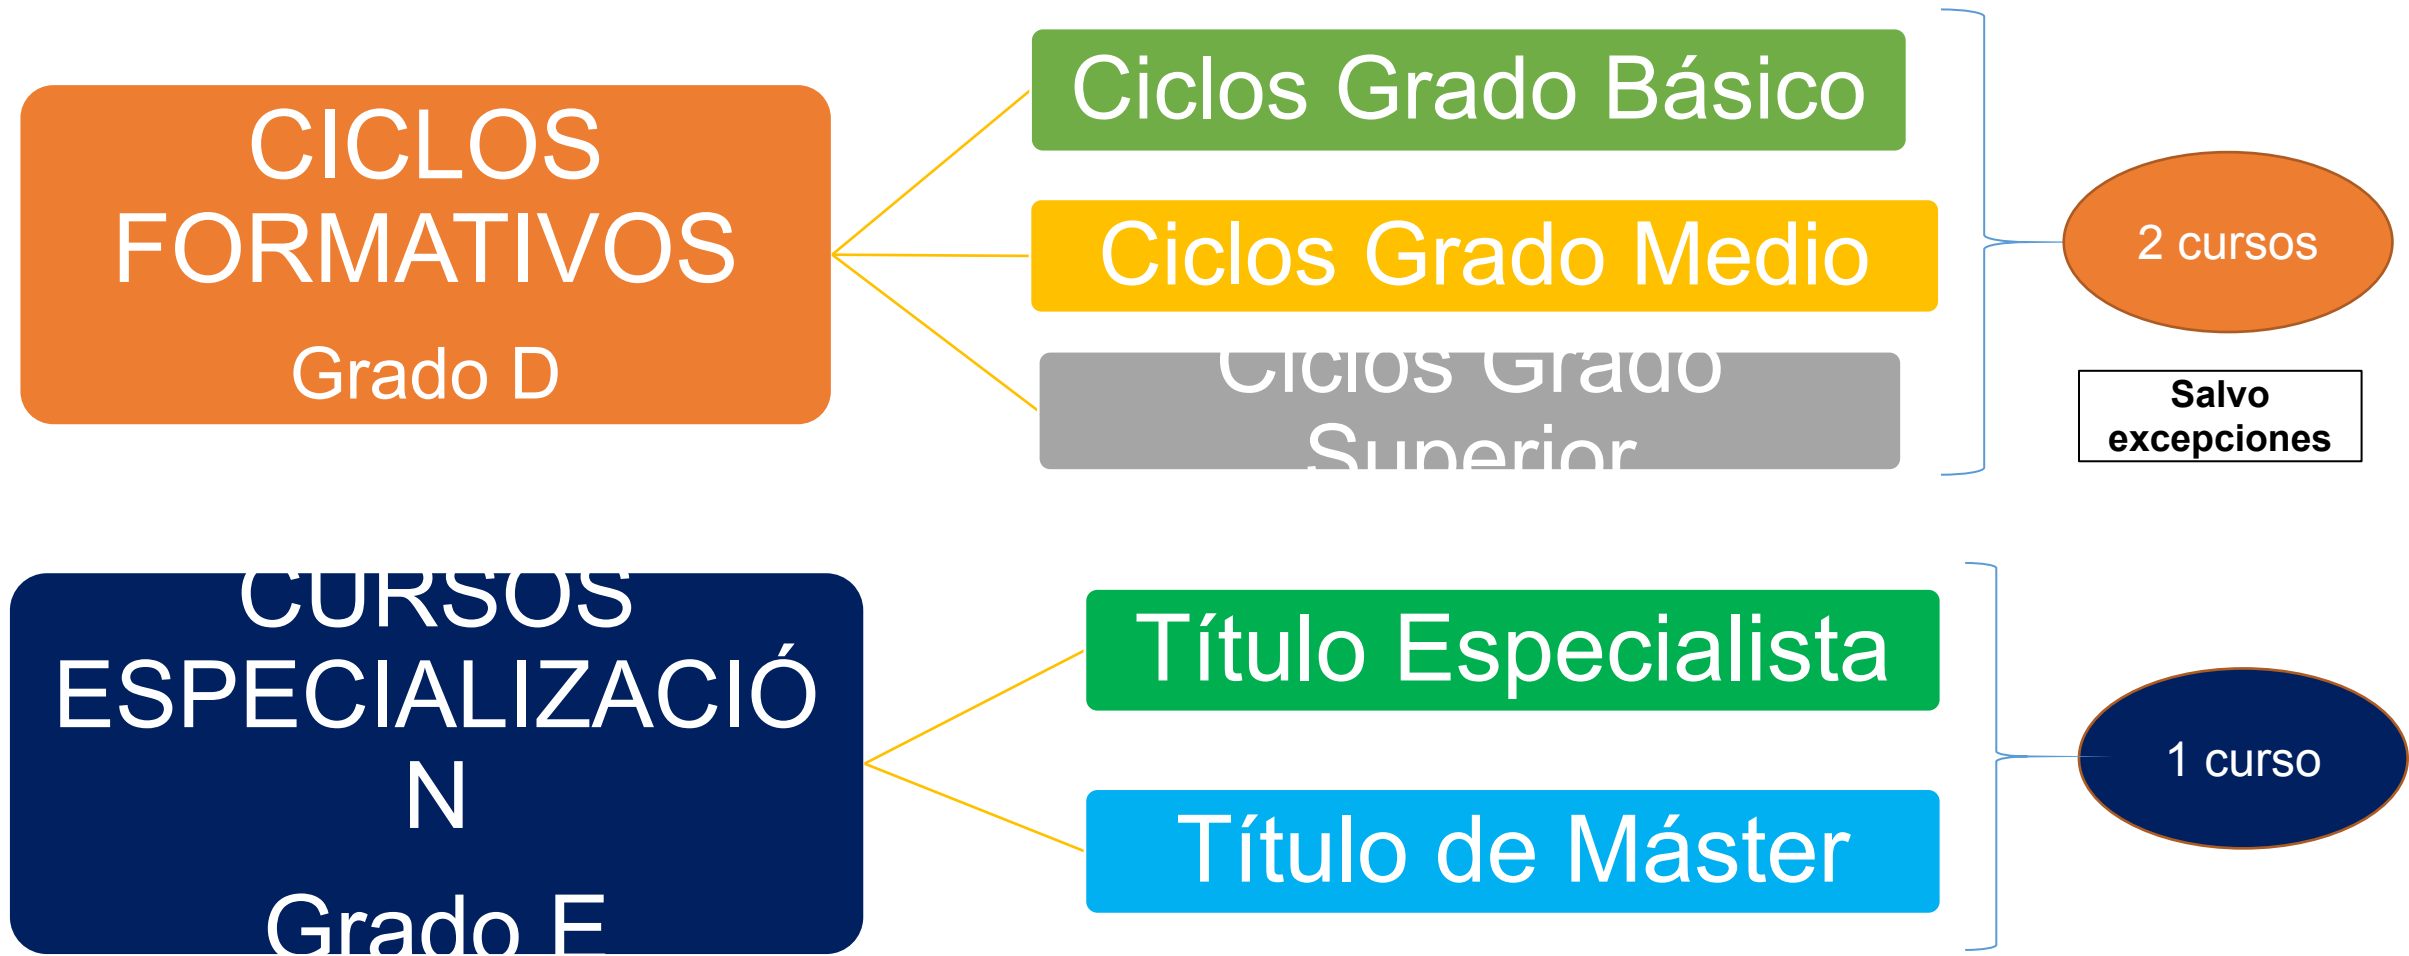 CICLOS
FORMATIVOS
Grado D
Ciclos Grado Básico
Ciclos Grado Medio
Ciclos Grado
Superior
2 cursos
Salvo
excepciones
CURSOS
ESPECIALIZACIÓ
N
Grado E
Título Especialista
Título de Máster
1 curso